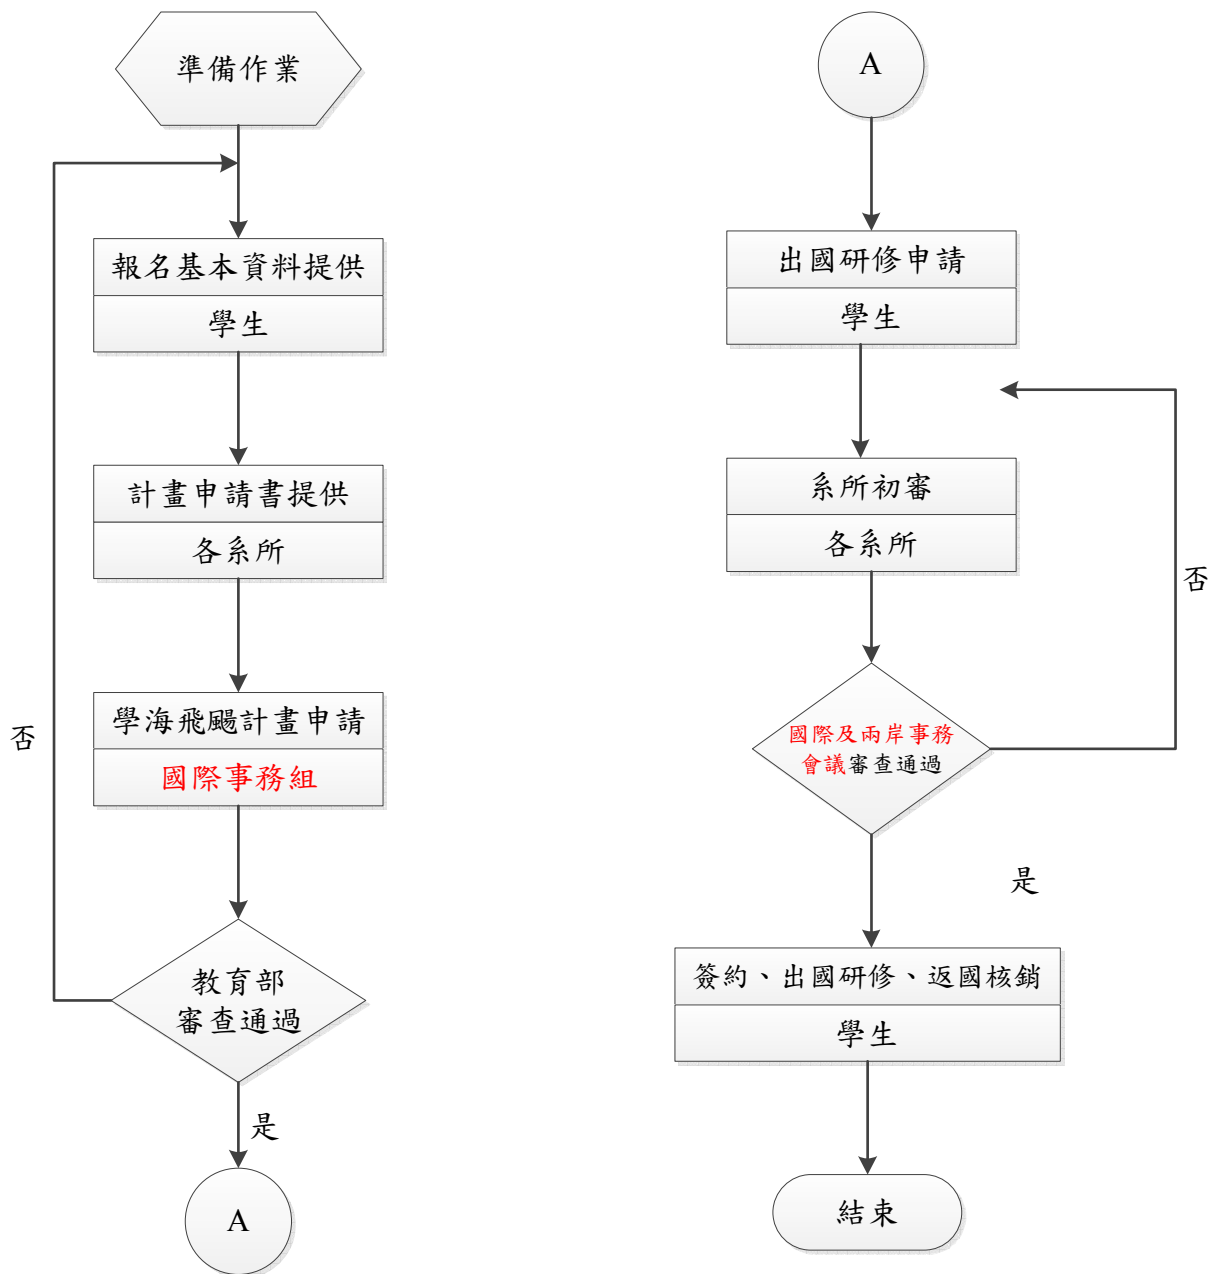 準備作業
報名基本資料提供
學生
計畫申請書提供
各系所
學海飛颺計畫申請
國際事務組
否
教育部
審查通過
是
A
A
出國研修申請
學生
系所初審
各系所
否
國際及兩岸事務
會議審查通過
是
簽約、出國研修、返國核銷
學生
結束